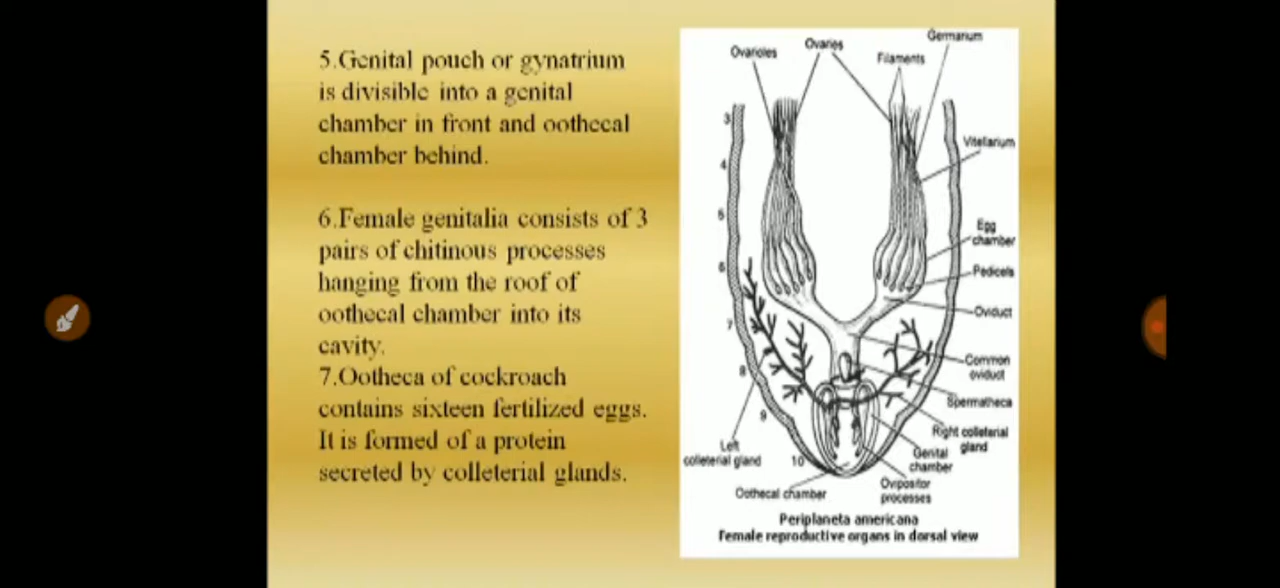 5.Genital pouch or gynatrium
is divisible into a genital
chamber in front and oothecal
chamber behind.
6.Female genitalia consists of 3
pairs of chitinous processes
hanging from the roof of
oothecal chamber into its
cavity.
7.Ootheca of cockroach
contains sixteen fertilized eggs.
It is formed of a protein
secreted by colleterial glands.
Ovarioles
Ovaries
Germarium
Filaments
Vitellarium
Egg
chamber
Pedicels
Oviduct
Common
oviduct
Spermatheca
Right colleterial
gland
Genital
chamber
Ovipositor
processes
Oothecal chamber
Left
colleterial gland
3
4
5
6
7
8
9
10
Periplaneta americana
Female reproductive organs in dorsal view